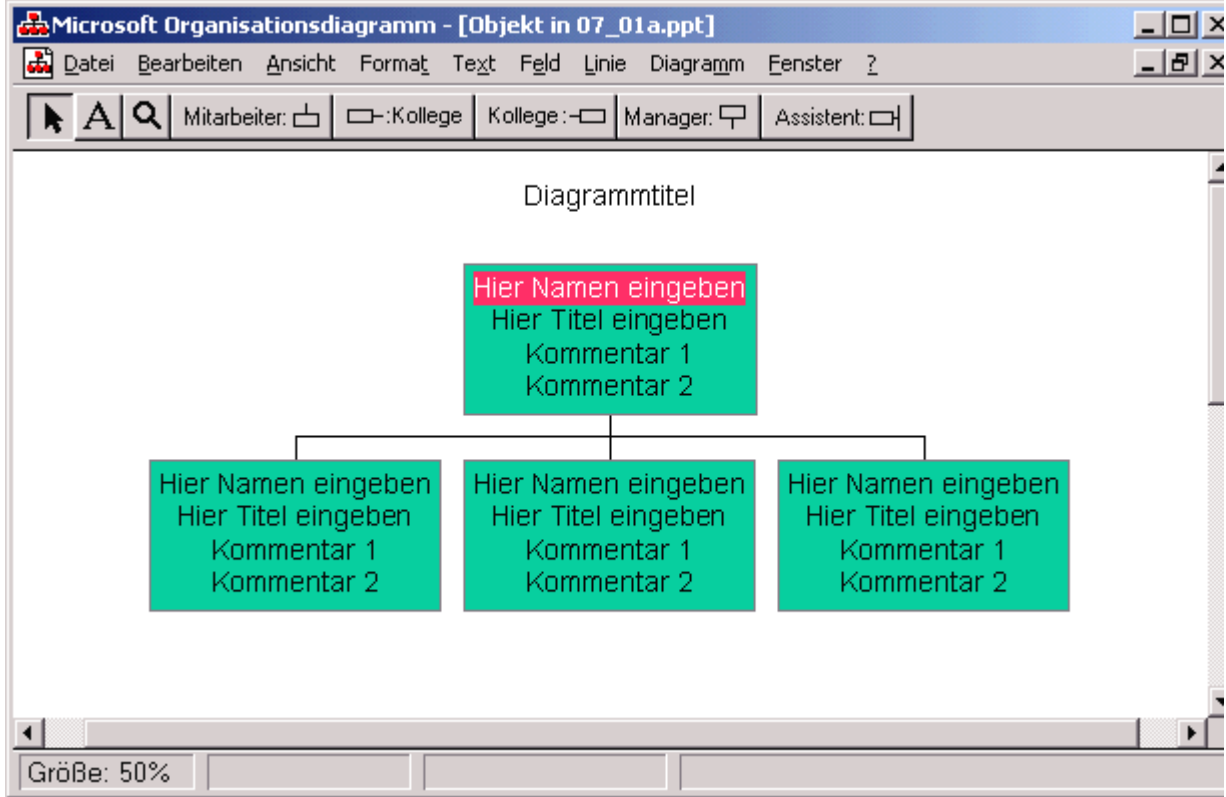 Microsoft Organisationsdiagramm - [Objekt in 07_01a.ppt]
Datei Bearbeiten Ansicht Format Text Feld Linie Diagramm Fenster ?
A Mitarbeiter: :Kollege Kollege: Manager: Assistent:
Diagrammtitel
Hier Namen eingeben
Hier Titel eingeben
Kommentar 1
Kommentar 2
Hier Namen eingeben Hier Namen eingeben Hier Namen eingeben
Hier Titel eingeben Hier Titel eingeben Hier Titel eingeben
Kommentar 1 Kommentar 1 Kommentar 1
Kommentar 2 Kommentar 2 Kommentar 2
Größe: 50%